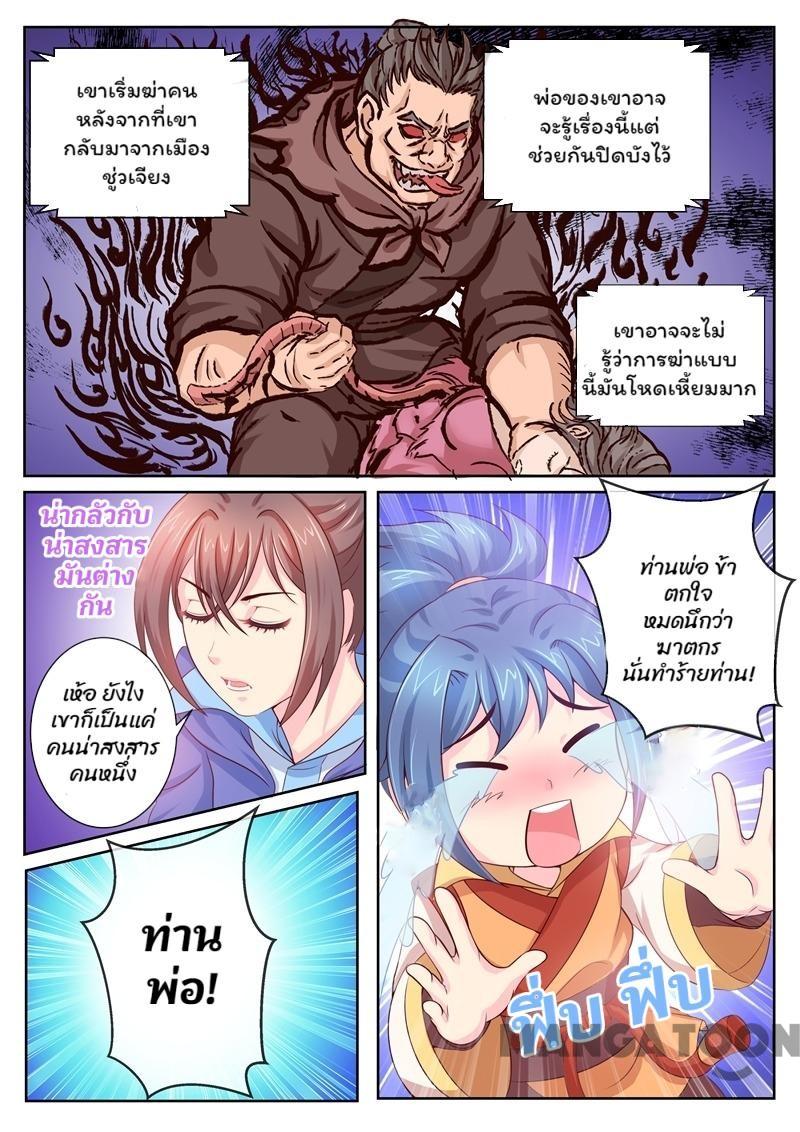 เขาเริ่มฆ่าคน
หลังจากที่เขา
กลับมาจากเมือง
ชู่วเจียง
พ่อของเขาอาจ
จะรู้เรื่องนี้แต่
ช่วยกันปิดบังไว้
เขาอาจจะไม่
รู้ว่าการฆ่าแบบ
นี้มันโหดเหี้ยมมาก
น่ากลัวกับ
น่าสงสาร
มันต่าง
กัน
เห้อ ยังไง
เขาก็เป็นแค่
คนน่าสงสาร
คนหนึ่ง
ท่านพ่อ ข้า
ตกใจ
หมดนึกว่า
ฆาตกร
นั่นทำร้ายท่าน!
ท่าน
พ่อ!
ฟึ่บ ฟึ่บ
MANGATOON